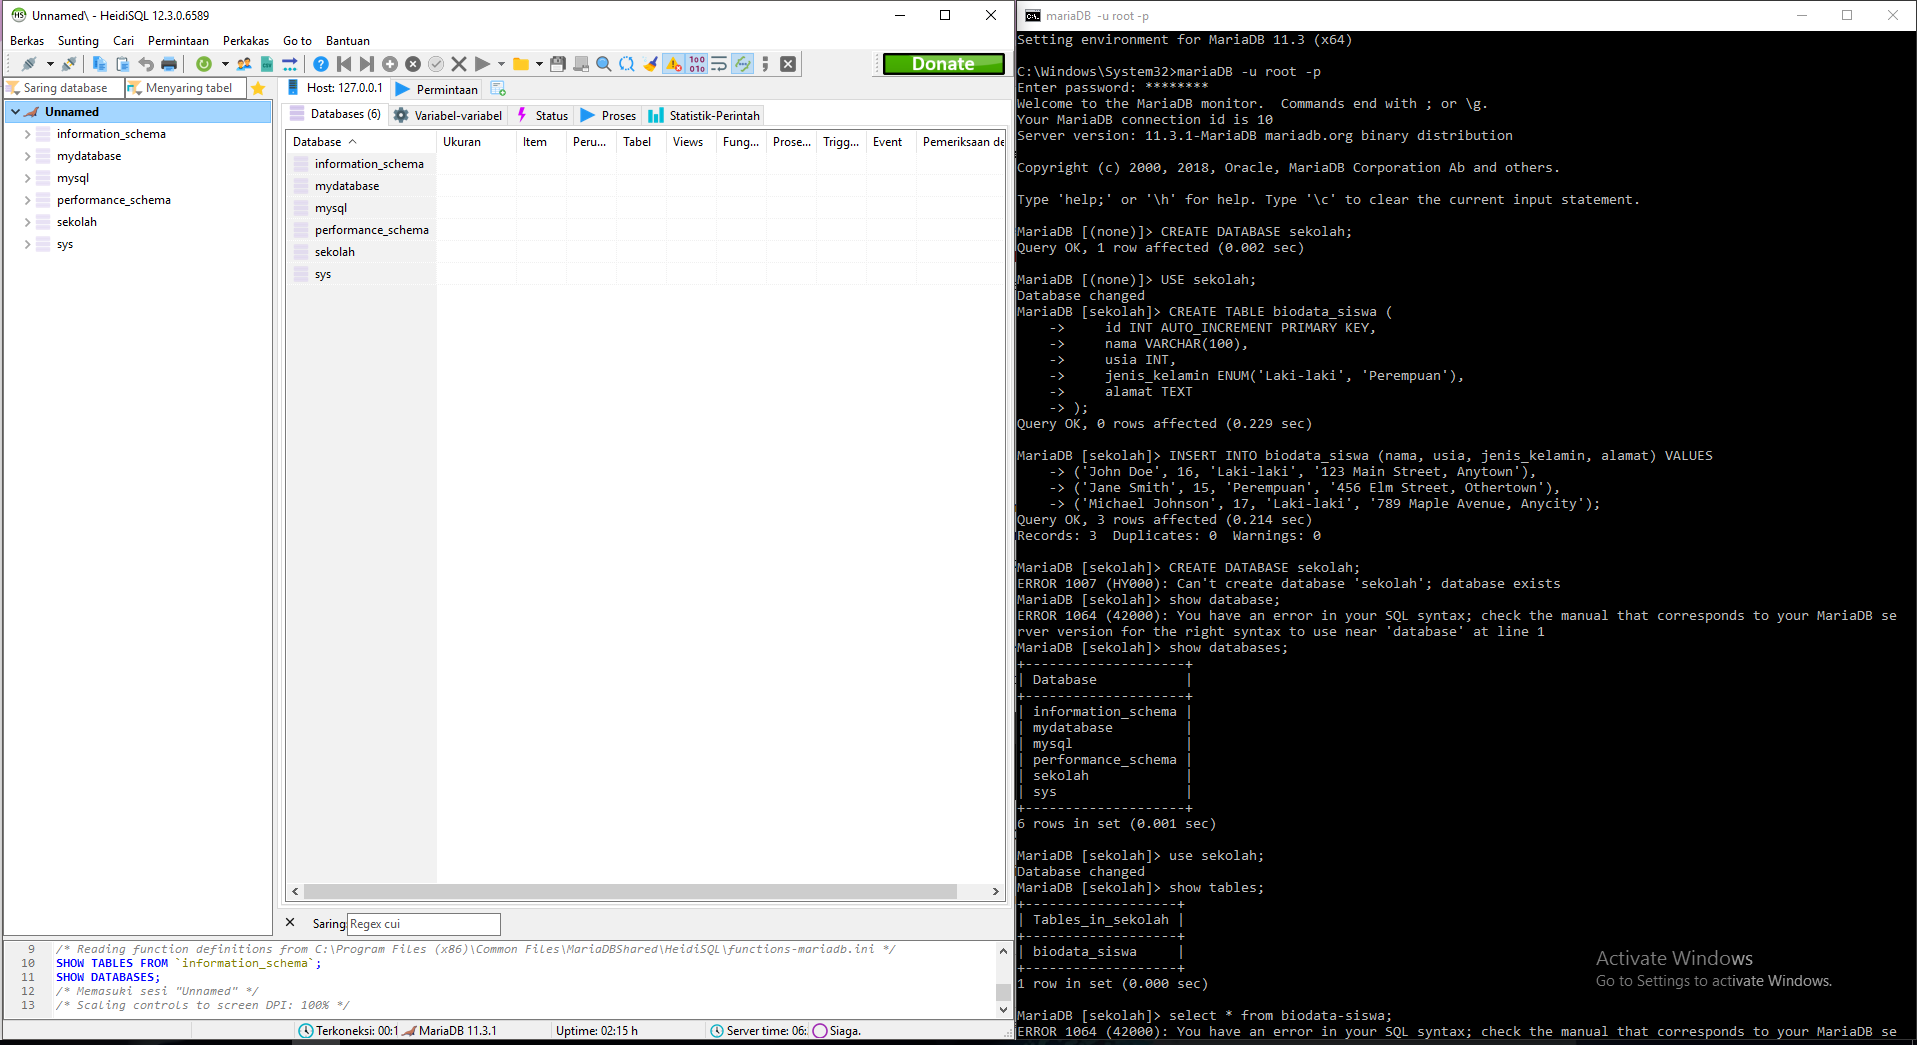 Unnamed\ - HeidiSQL 12.3.0.6589
Berkas Sunting Cari Permintaan Perkakas Go to Bantuan
Donate
Saring database Menyaring tabel
Host: 127.0.0.1 Permintaan
Databases (6) Variabel-variabel Status Proses Statistik-Perintah
Unnamed
information_schema
mydatabase
mysql
performance_schema
sekolah
sys
Database Ukuran Item Peru... Tabel Views Fung... Prose... Trigg... Event Pemeriksaan de
information_schema
mydatabase
mysql
performance_schema
sekolah
sys
Saring: Regex cui
9 /* Reading function definitions from C:\Program Files (x86)\Common Files\MariaDBShared\HeidiSQL\functions-mariadb.ini */
10 SHOW TABLES FROM `information_schema`;
11 SHOW DATABASES;
12 /* Memasuki sesi "Unnamed" */
13 /* Scaling controls to screen DPI: 100% */
Terkoneksi: 00:1 MariaDB 11.3.1 Uptime: 02:15 h Server time: 06: Siaga.
mariaDB -u root -p
Setting environment for MariaDB 11.3 (x64)
C:\Windows\System32>mariaDB -u root -p
Enter password: ********
Welcome to the MariaDB monitor.  Commands end with ; or \g.
Your MariaDB connection id is 10
Server version: 11.3.1-MariaDB mariadb.org binary distribution
Copyright (c) 2000, 2018, Oracle, MariaDB Corporation Ab and others.
Type 'help;' or '\h' for help. Type '\c' to clear the current input statement.
MariaDB [(none)]> CREATE DATABASE sekolah;
Query OK, 1 row affected (0.002 sec)
MariaDB [(none)]> USE sekolah;
Database changed
MariaDB [sekolah]> CREATE TABLE biodata_siswa (
    ->     id INT AUTO_INCREMENT PRIMARY KEY,
    ->     nama VARCHAR(100),
    ->     usia INT,
    ->     jenis_kelamin ENUM('Laki-laki', 'Perempuan'),
    ->     alamat TEXT
    -> );
Query OK, 0 rows affected (0.229 sec)
MariaDB [sekolah]> INSERT INTO biodata_siswa (nama, usia, jenis_kelamin, alamat) VALUES
    -> ('John Doe', 16, 'Laki-laki', '123 Main Street, Anytown'),
    -> ('Jane Smith', 15, 'Perempuan', '456 Elm Street, Othertown'),
    -> ('Michael Johnson', 17, 'Laki-laki', '789 Maple Avenue, Anycity');
Query OK, 3 rows affected (0.214 sec)
Records: 3  Duplicates: 0  Warnings: 0
MariaDB [sekolah]> CREATE DATABASE sekolah;
ERROR 1007 (HY000): Can't create database 'sekolah'; database exists
MariaDB [sekolah]> show database;
ERROR 1064 (42000): You have an error in your SQL syntax; check the manual that corresponds to your MariaDB se
rver version for the right syntax to use near 'database' at line 1
MariaDB [sekolah]> show databases;
+--------------------+
| Database           |
+--------------------+
| information_schema |
| mydatabase         |
| mysql              |
| performance_schema |
| sekolah            |
| sys                |
+--------------------+
6 rows in set (0.001 sec)
MariaDB [sekolah]> use sekolah;
Database changed
MariaDB [sekolah]> show tables;
+-------------------+
| Tables_in_sekolah |
+-------------------+
| biodata_siswa     |
+-------------------+
1 row in set (0.000 sec)
MariaDB [sekolah]> select * from biodata-siswa;
ERROR 1064 (42000): You have an error in your SQL syntax; check the manual that corresponds to your MariaDB se
Activate Windows
Go to Settings to activate Windows.